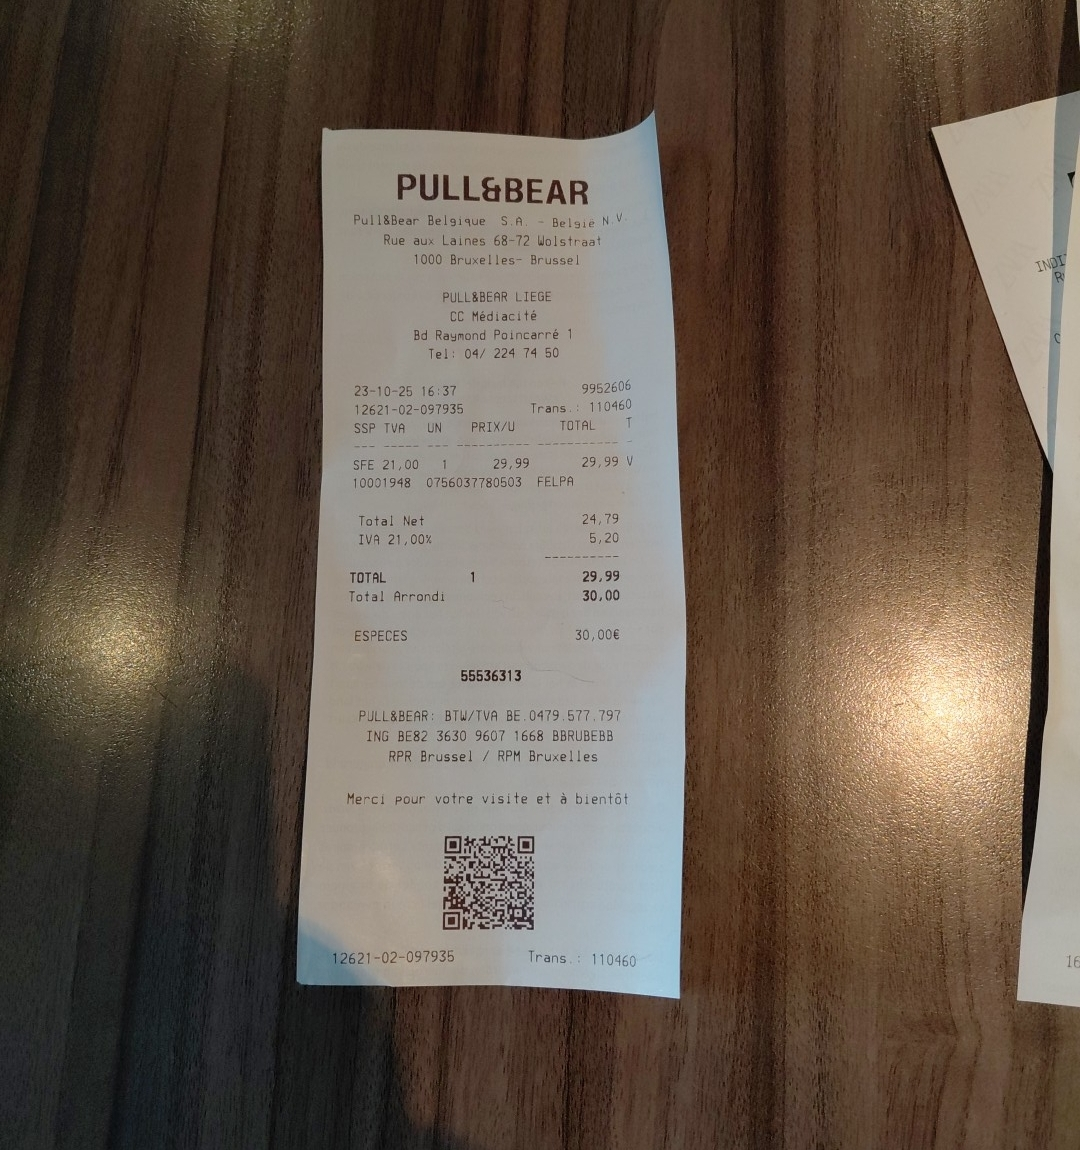 PULL&BEAR
Pull&Bear Belgique S.A. - België N.V.
Rue aux Laines 68-72 Wolstraat
1000 Bruxelles- Brussel
PULL&BEAR LIEGE
CC Médiacité
Bd Raymond Poincarré 1
Tel: 04/ 224 74 50
23-10-25 16:37 9952606
12621-02-097935 Trans.: 110460
SSP TVA UN PRIX/U TOTAL T
--- --- --- ---------- ----------- -
SFE 21,00 1 29,99 29,99 V
10001948 0756037780503 FELPA
Total Net 24,79
IVA 21,00% 5,20
----------
TOTAL 1 29,99
Total Arrondi 30,00
ESPECES 30,00€
55536313
PULL&BEAR: BTW/TVA BE.0479.577.797
ING BE82 3630 9607 1668 BBRUBEBB
RPR Brussel / RPM Bruxelles
Merci pour votre visite et à bientôt
12621-02-097935 Trans.: 110460